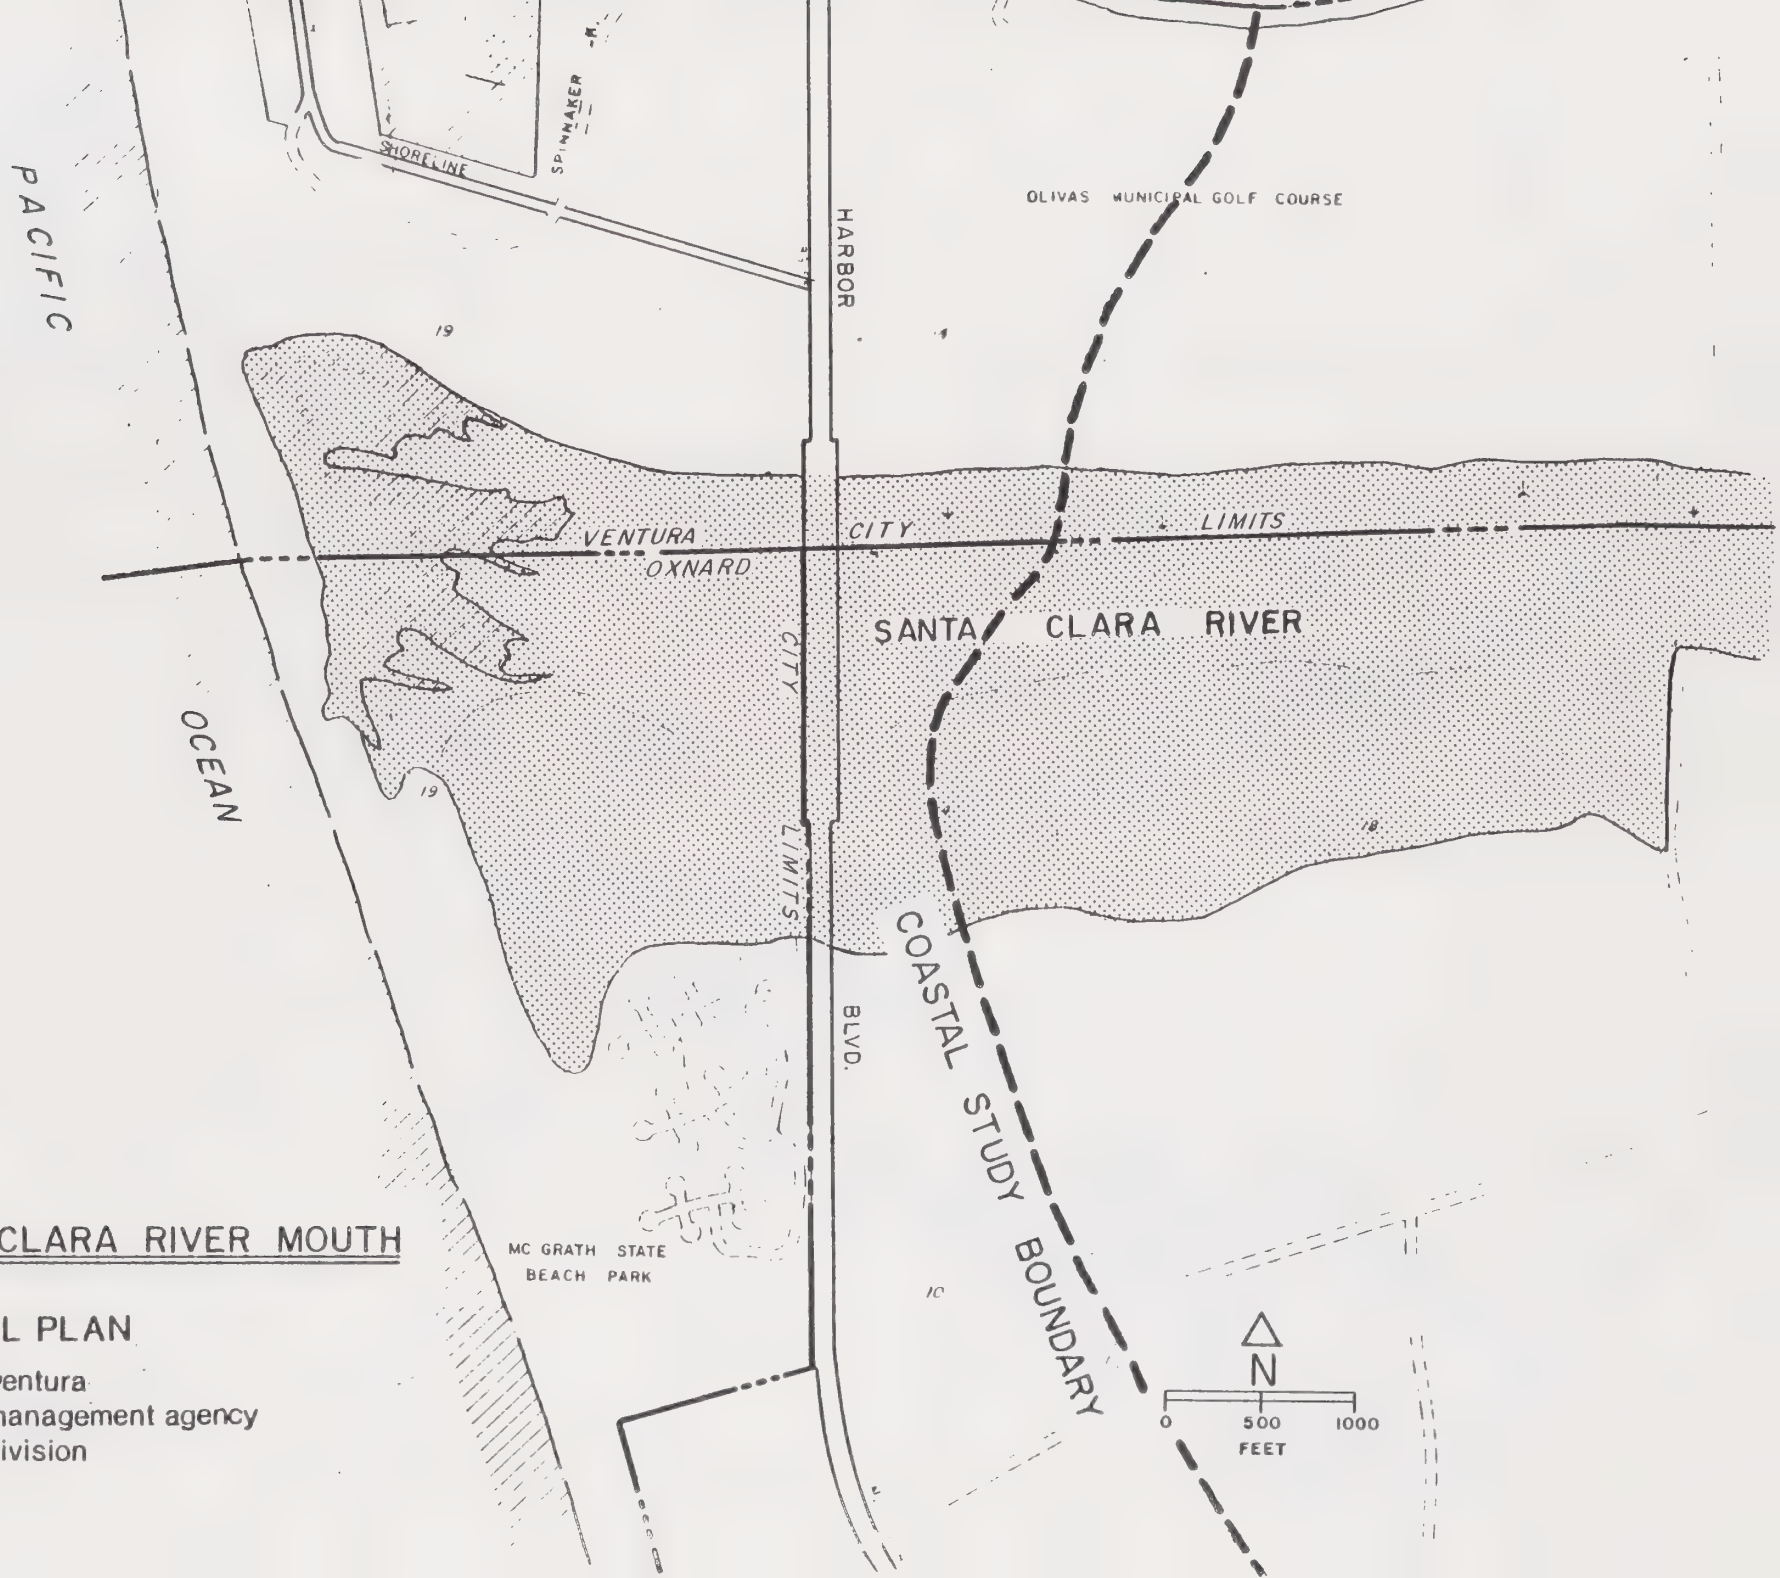 SHORELINE
SPINNAKER
HARBOR
OLIVAS MUNICIPAL GOLF COURSE
PACIFIC
19
VENTURA CITY LIMITS
OXNARD
SANTA CLARA RIVER
CITY
LIMITS
OCEAN
19
18
COASTAL STUDY BOUNDARY
BLVD.
CLARA RIVER MOUTH
MC GRATH STATE
BEACH PARK
10
L PLAN
ventura
management agency
ivision
N
0 500 1000
FEET